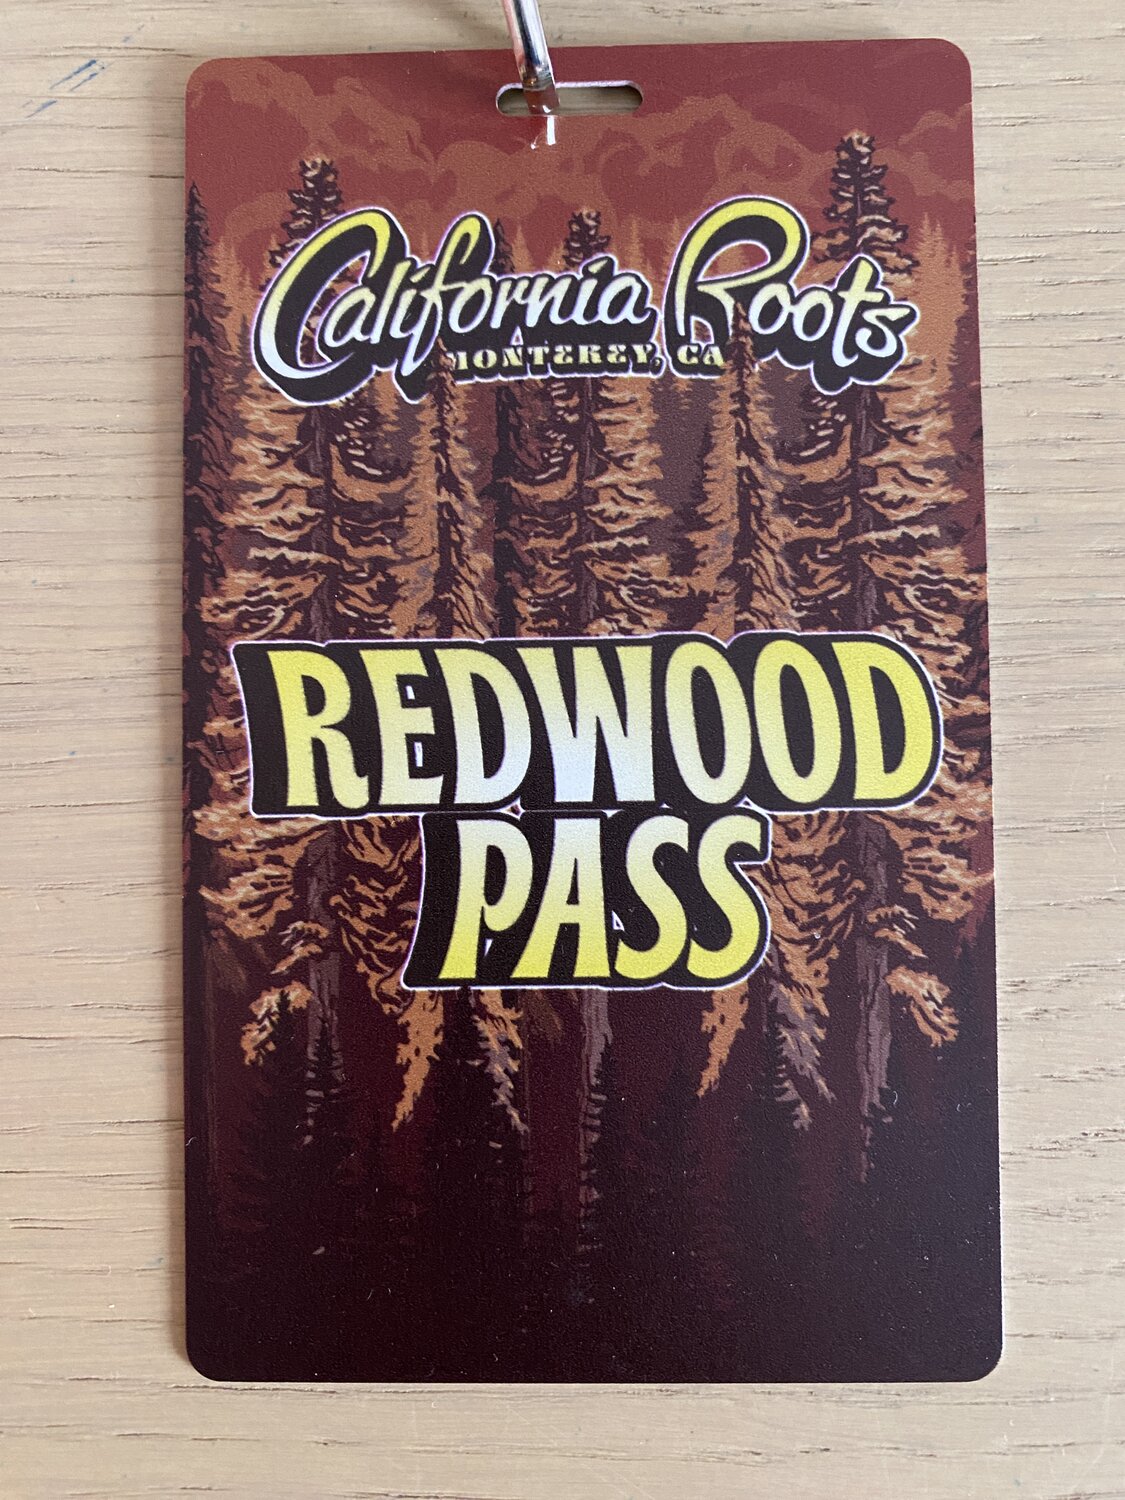 California Roots
MONTEREY, CA
REDWOOD
PASS